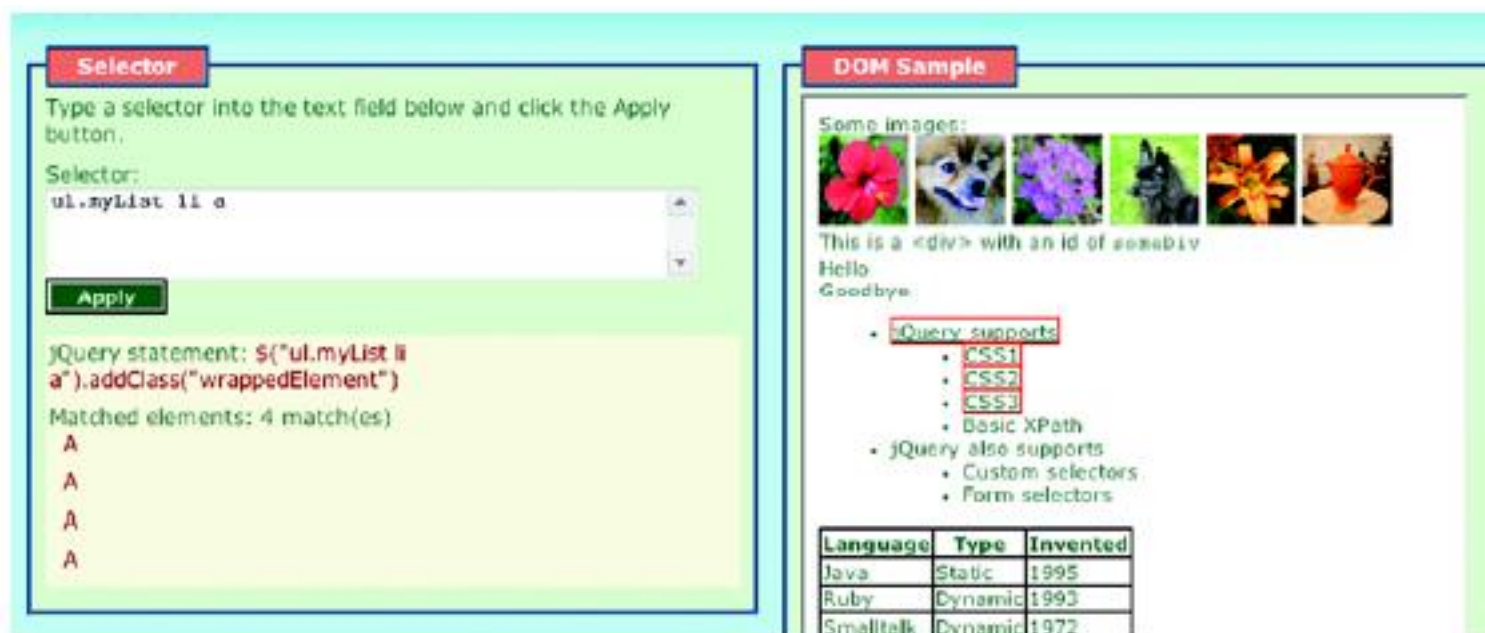 Selector
Type a selector into the text field below and click the Apply
button.
Selector:
ul.myList li a
Apply
jQuery statement: $("ul.myList li
a").addClass("wrappedElement")
Matched elements: 4 match(es)
A
A
A
A
DOM Sample
Some images:
This is a <div> with an id of someDiv
Hello
Goodbye
jQuery supports
CSS1
CSS2
CSS3
Basic XPath
jQuery also supports
Custom selectors
Form selectors
Language Type Invented
Java Static 1995
Ruby Dynamic 1993
Smalltalk Dynamic 1972